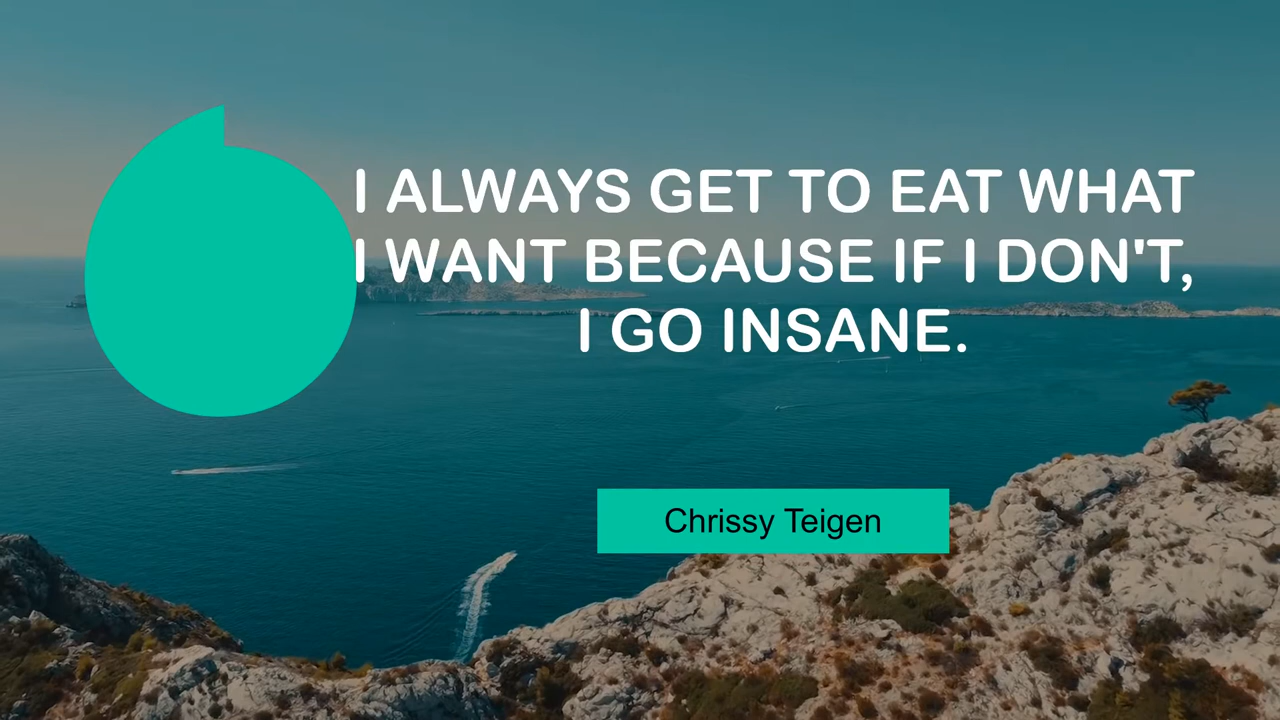 I ALWAYS GET TO EAT WHAT
I WANT BECAUSE IF I DON'T,
I GO INSANE.
Chrissy Teigen